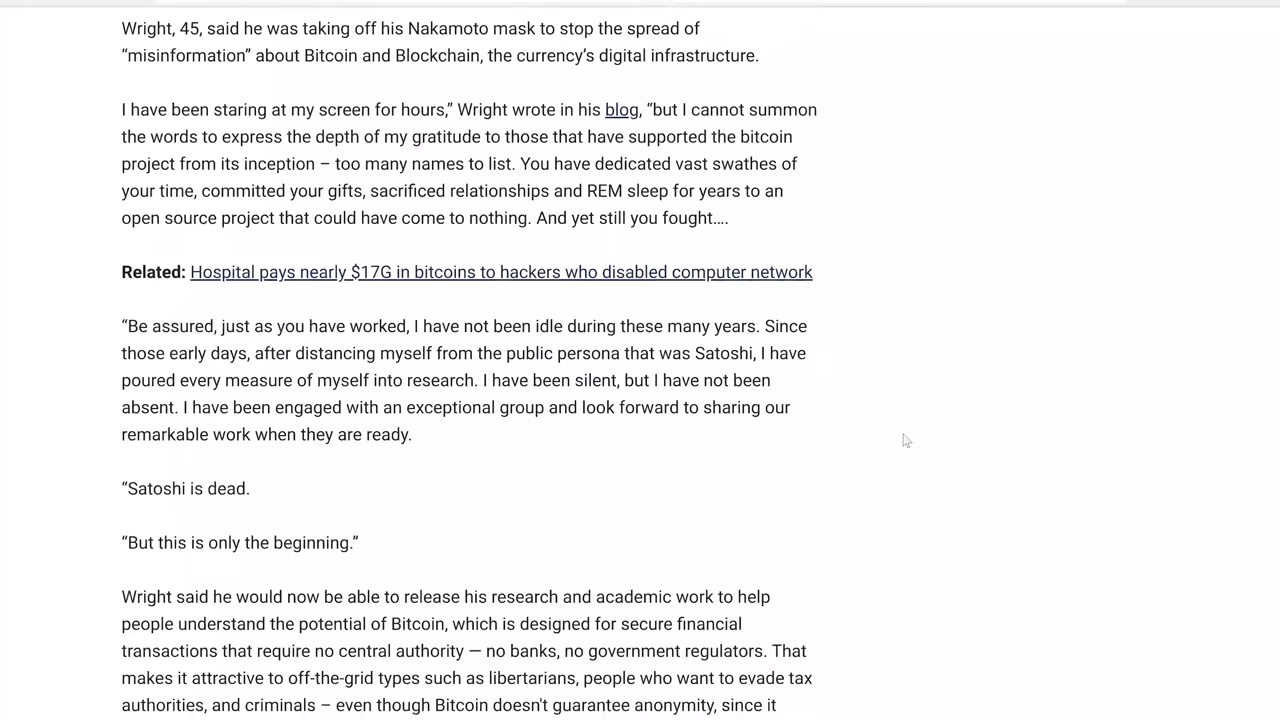 Wright, 45, said he was taking off his Nakamoto mask to stop the spread of
“misinformation” about Bitcoin and Blockchain, the currency’s digital infrastructure.
I have been staring at my screen for hours,” Wright wrote in his blog, “but I cannot summon
the words to express the depth of my gratitude to those that have supported the bitcoin
project from its inception – too many names to list. You have dedicated vast swathes of
your time, committed your gifts, sacrificed relationships and REM sleep for years to an
open source project that could have come to nothing. And yet still you fought….
Related: Hospital pays nearly $17G in bitcoins to hackers who disabled computer network
“Be assured, just as you have worked, I have not been idle during these many years. Since
those early days, after distancing myself from the public persona that was Satoshi, I have
poured every measure of myself into research. I have been silent, but I have not been
absent. I have been engaged with an exceptional group and look forward to sharing our
remarkable work when they are ready.
“Satoshi is dead.
“But this is only the beginning.”
Wright said he would now be able to release his research and academic work to help
people understand the potential of Bitcoin, which is designed for secure financial
transactions that require no central authority — no banks, no government regulators. That
makes it attractive to off-the-grid types such as libertarians, people who want to evade tax
authorities, and criminals – even though Bitcoin doesn't guarantee anonymity, since it